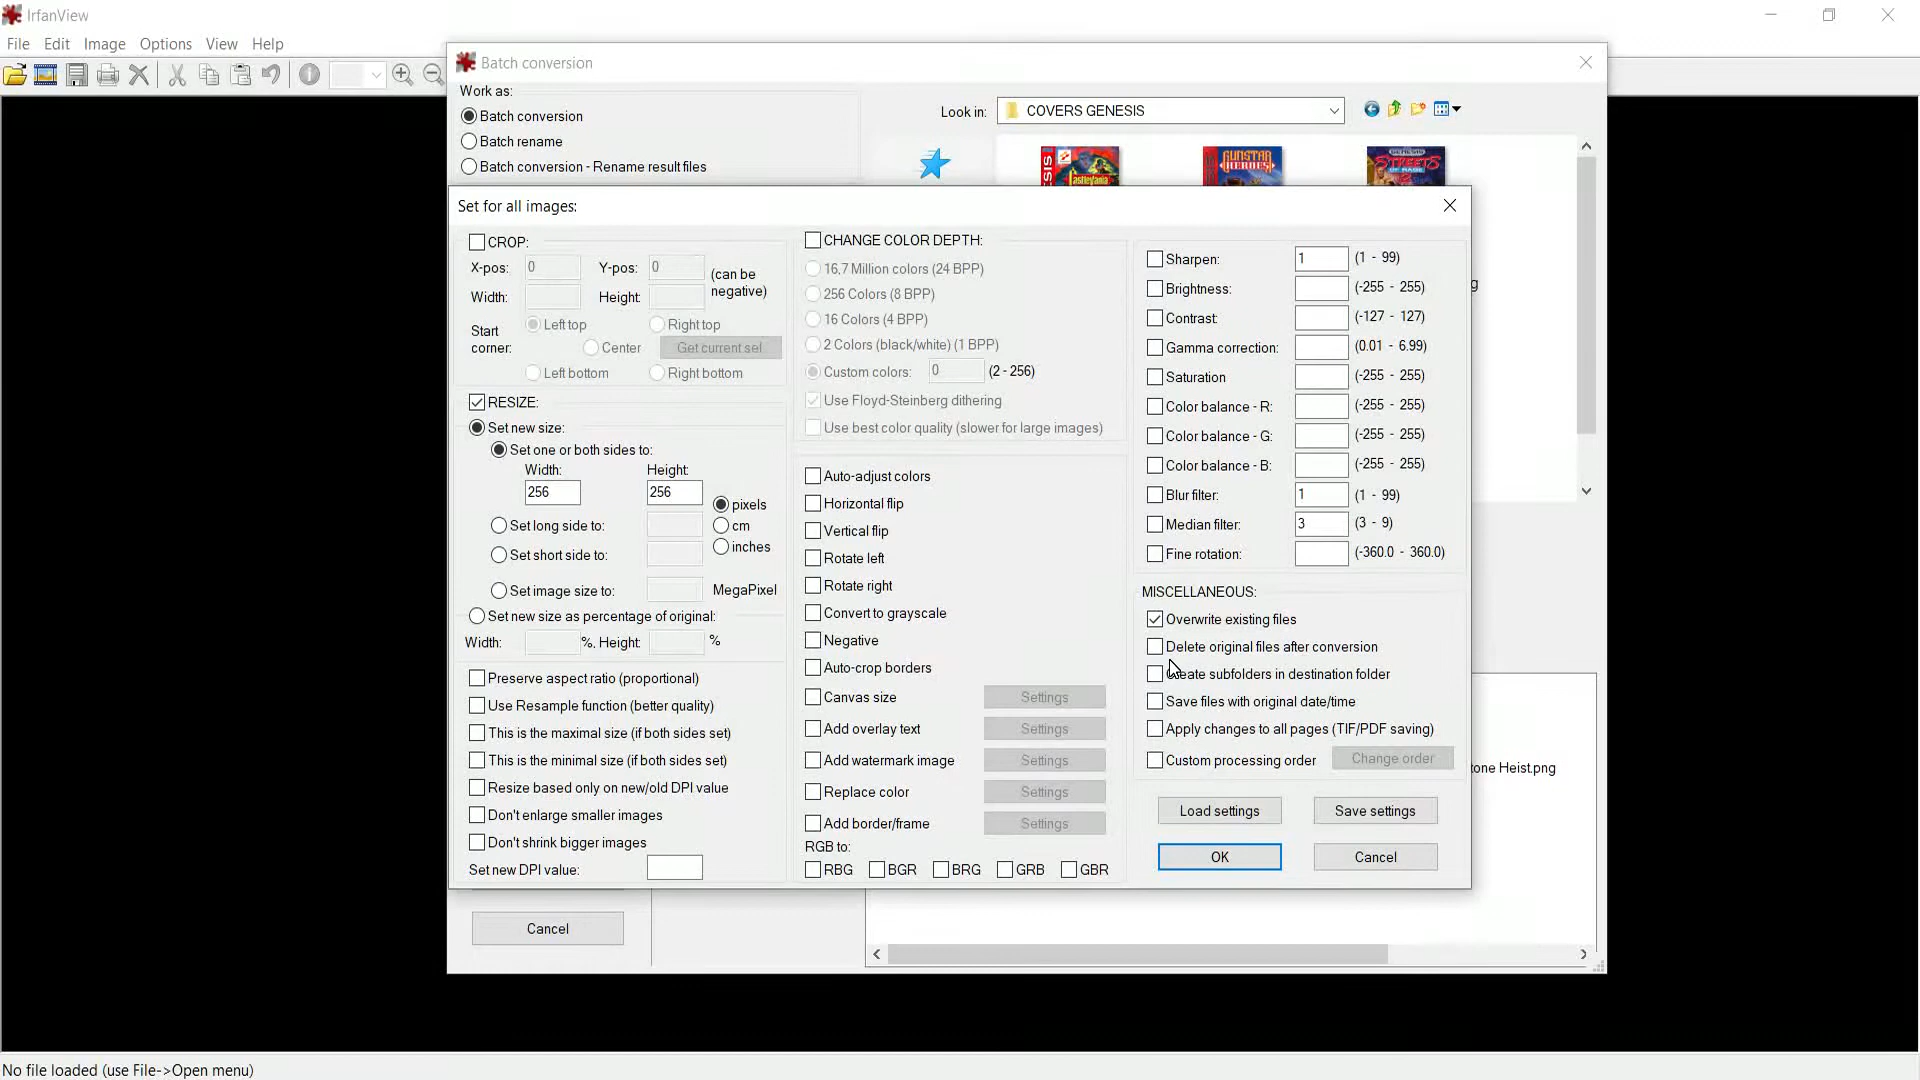 IrfanView
File Edit Image Options View Help
Batch conversion
Work as:
Batch conversion
Batch rename
Batch conversion - Rename result files
Look in: COVERS GENESIS
Castlevania
GUNSTAR HEROES
GENESIS STREETS OF RAGE
Set for all images:
CROP:
X-pos: 0 Y-pos: 0 (can be negative)
Width: Height:
Start corner:
Left top Right top
Center Get current sel
Left bottom Right bottom
RESIZE:
Set new size:
Set one or both sides to:
Width: Height:
256 256
pixels
Set long side to: cm
inches
Set short side to:
Set image size to: MegaPixel
Set new size as percentage of original:
Width: %. Height: %
Preserve aspect ratio (proportional)
Use Resample function (better quality)
This is the maximal size (if both sides set)
This is the minimal size (if both sides set)
Resize based only on new/old DPI value
Don't enlarge smaller images
Don't shrink bigger images
Set new DPI value:
CHANGE COLOR DEPTH:
16,7 Million colors (24 BPP)
256 Colors (8 BPP)
16 Colors (4 BPP)
2 Colors (black/white) (1 BPP)
Custom colors: 0 (2 - 256)
Use Floyd-Steinberg dithering
Use best color quality (slower for large images)
Auto-adjust colors
Horizontal flip
Vertical flip
Rotate left
Rotate right
Convert to grayscale
Negative
Auto-crop borders
Canvas size Settings
Add overlay text Settings
Add watermark image Settings
Replace color Settings
Add border/frame Settings
RGB to:
RBG BGR BRG GRB GBR
Sharpen: 1 (1 - 99)
Brightness: (-255 - 255)
Contrast: (-127 - 127)
Gamma correction: (0.01 - 6.99)
Saturation (-255 - 255)
Color balance - R: (-255 - 255)
Color balance - G: (-255 - 255)
Color balance - B: (-255 - 255)
Blur filter: 1 (1 - 99)
Median filter: 3 (3 - 9)
Fine rotation: (-360.0 - 360.0)
MISCELLANEOUS:
Overwrite existing files
Delete original files after conversion
Create subfolders in destination folder
Save files with original date/time
Apply changes to all pages (TIF/PDF saving)
Custom processing order Change order
Load settings Save settings
OK Cancel
g
tone Heist.png
Cancel
No file loaded (use File->Open menu)